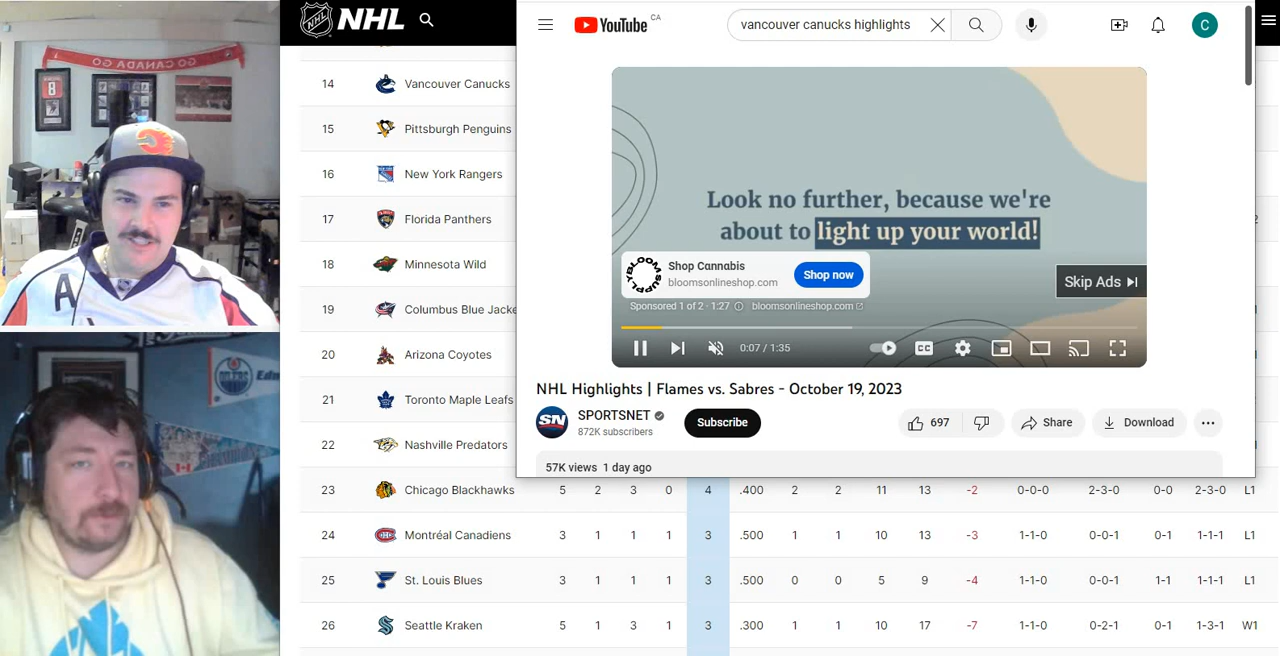 GO CANADA GO
8
A
OILERS
NHL
NHL
YouTube CA
vancouver canucks highlights
C
14 Vancouver Canucks
15 Pittsburgh Penguins
16 New York Rangers
17 Florida Panthers
18 Minnesota Wild
19 Columbus Blue Jacke
20 Arizona Coyotes
21 Toronto Maple Leafs
22 Nashville Predators
23 Chicago Blackhawks 5 2 3 0 4 .400 2 2 11 13 -2 0-0-0 2-3-0 0-0 2-3-0 L1
24 Montréal Canadiens 3 1 1 1 3 .500 1 1 10 13 -3 1-1-0 0-0-1 0-1 1-1-1 L1
25 St. Louis Blues 3 1 1 1 3 .500 0 0 5 9 -4 1-1-0 0-0-1 1-1 1-1-1 L1
26 Seattle Kraken 5 1 3 1 3 .300 1 1 10 17 -7 1-1-0 0-2-1 0-1 1-3-1 W1
Look no further, because we're
about to light up your world!
BLOOM SUPPLY
Shop Cannabis
bloomsonlineshop.com
Shop now
Skip Ads
Sponsored 1 of 2 · 1:27 bloomsonlineshop.com
0:07 / 1:35
CC
NHL Highlights | Flames vs. Sabres - October 19, 2023
SN
SPORTSNET
872K subscribers
Subscribe
697
Share
Download
57K views 1 day ago